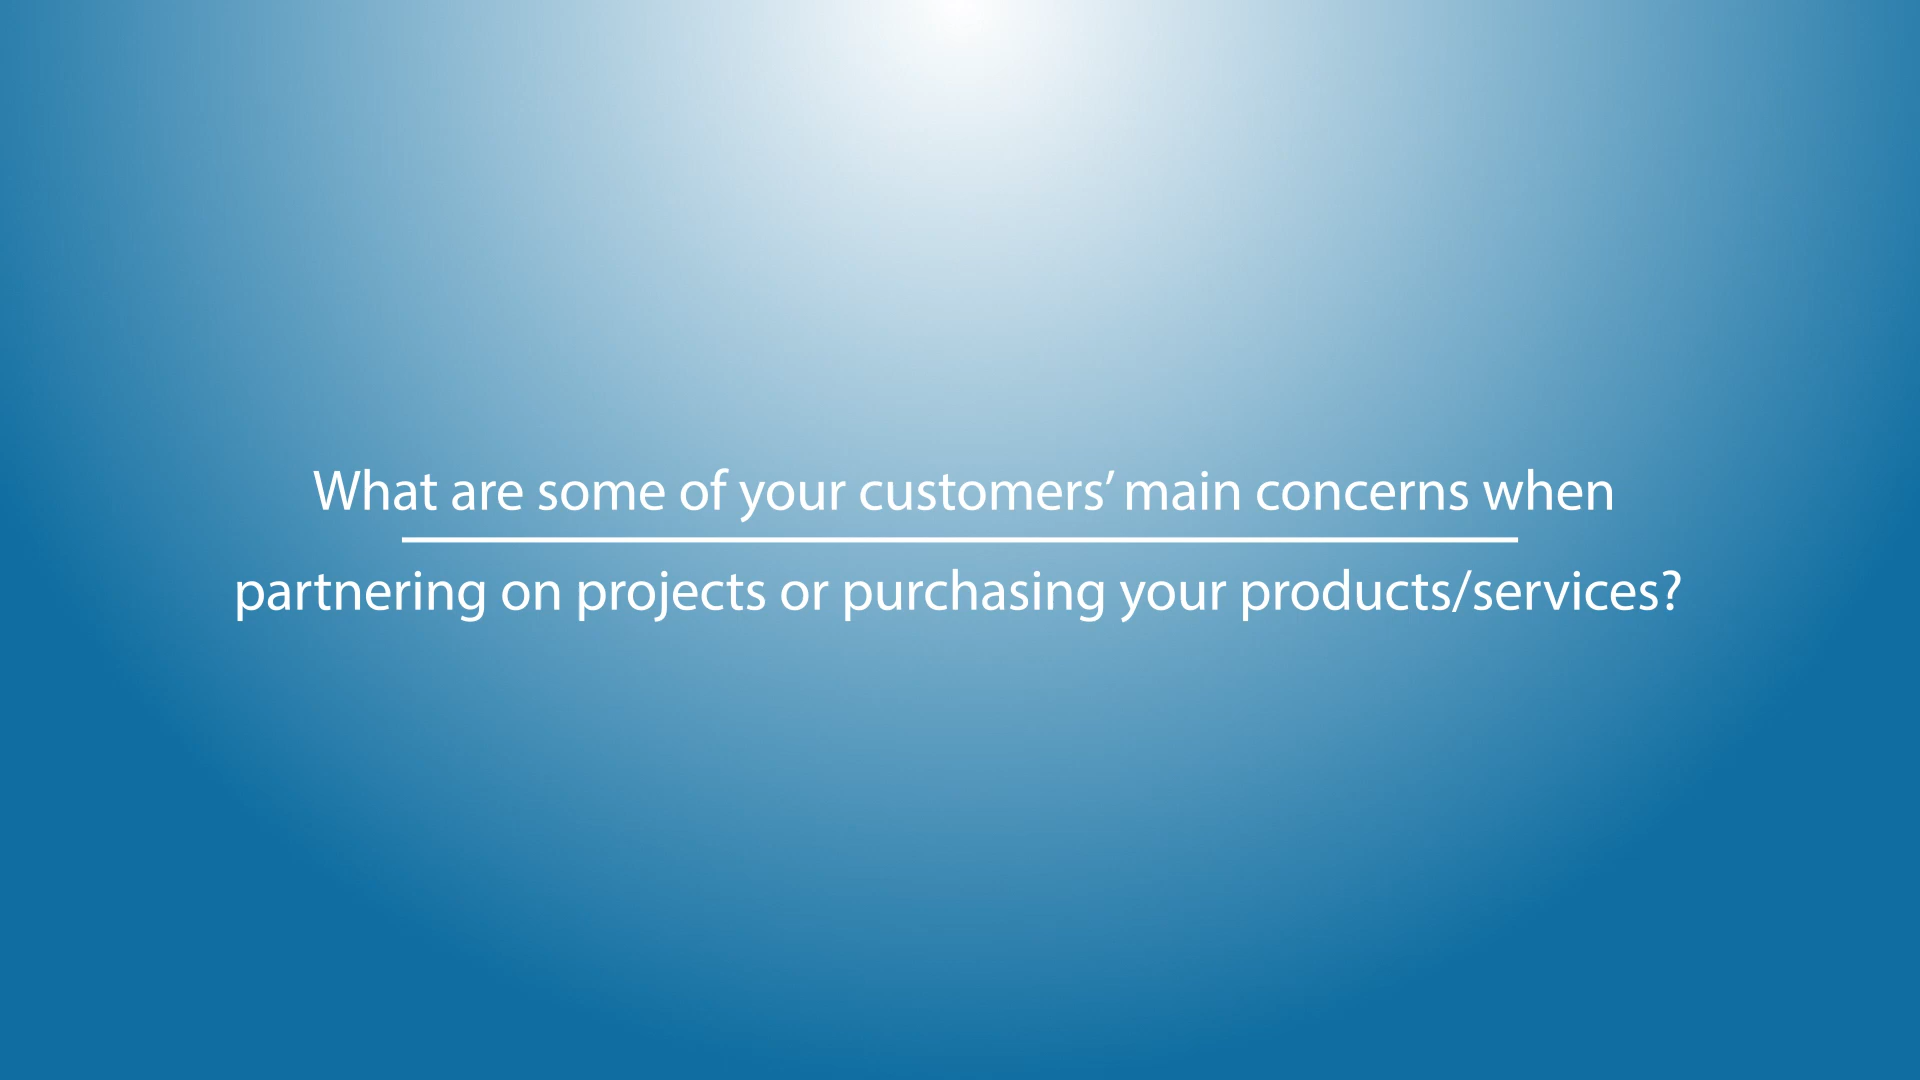 What are some of your customers’ main concerns when
partnering on projects or purchasing your products/services?